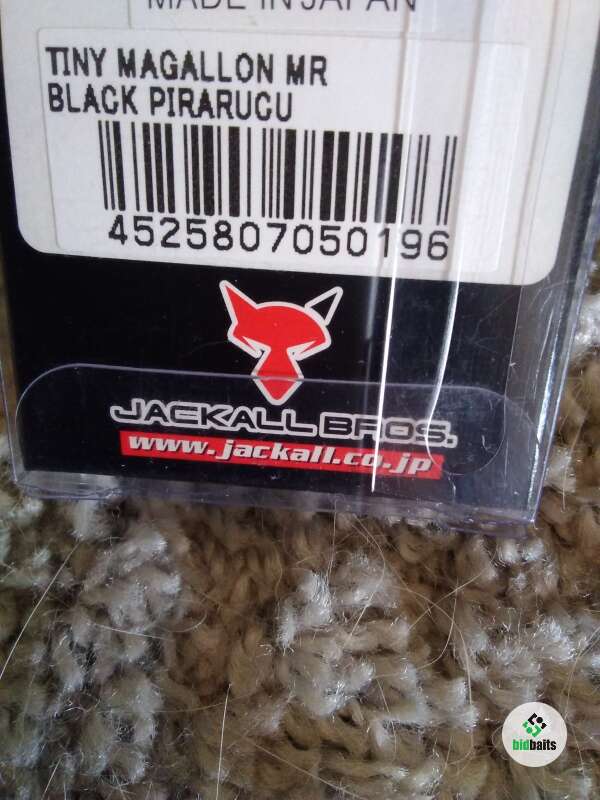 MADE IN JAPAN
TINY MAGALLON MR
BLACK PIRARUCU
4525807050196
JACKALL BROS.
www.jackall.co.jp
bidbaits